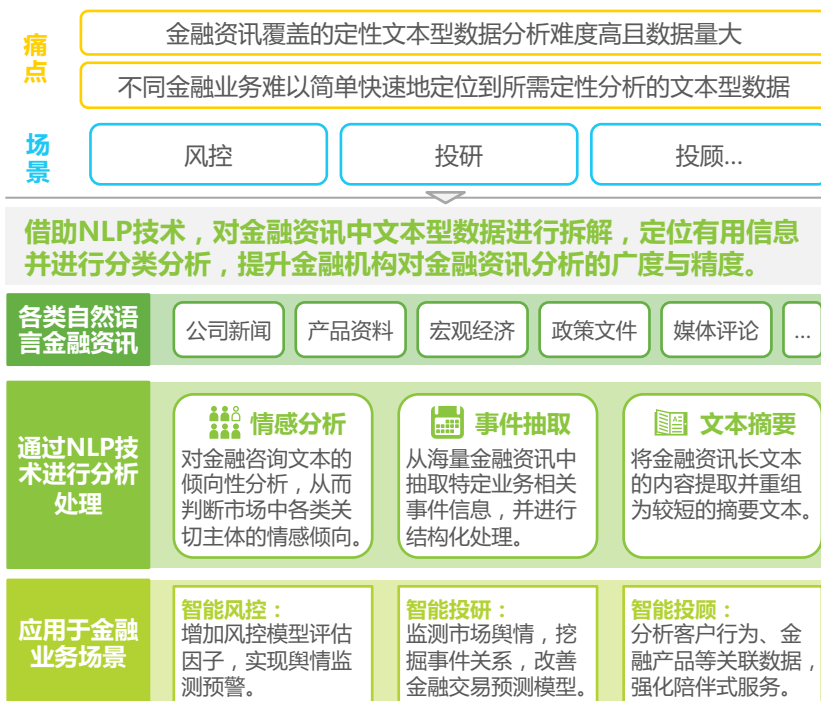 痛点
金融资讯覆盖的定性文本型数据分析难度高且数据量大
不同金融业务难以简单快速地定位到所需定性分析的文本型数据
场景
风控
投研
投顾...
借助NLP技术，对金融资讯中文本型数据进行拆解，定位有用信息
并进行分类分析，提升金融机构对金融资讯分析的广度与精度。
各类自然语
言金融资讯
公司新闻
产品资料
宏观经济
政策文件
媒体评论
...
通过NLP技
术进行分析
处理
情感分析
对金融咨询文本的
倾向性分析，从而
判断市场中各类关
切主体的情感倾向。
事件抽取
从海量金融资讯中
抽取特定业务相关
事件信息，并进行
结构化处理。
文本摘要
将金融资讯长文本
的内容提取并重组
为较短的摘要文本。
应用于金融
业务场景
智能风控：
增加风控模型评估
因子，实现舆情监
测预警。
智能投研：
监测市场舆情，挖
掘事件关系，改善
金融交易预测模型。
智能投顾：
分析客户行为、金
融产品等关联数据，
强化陪伴式服务。